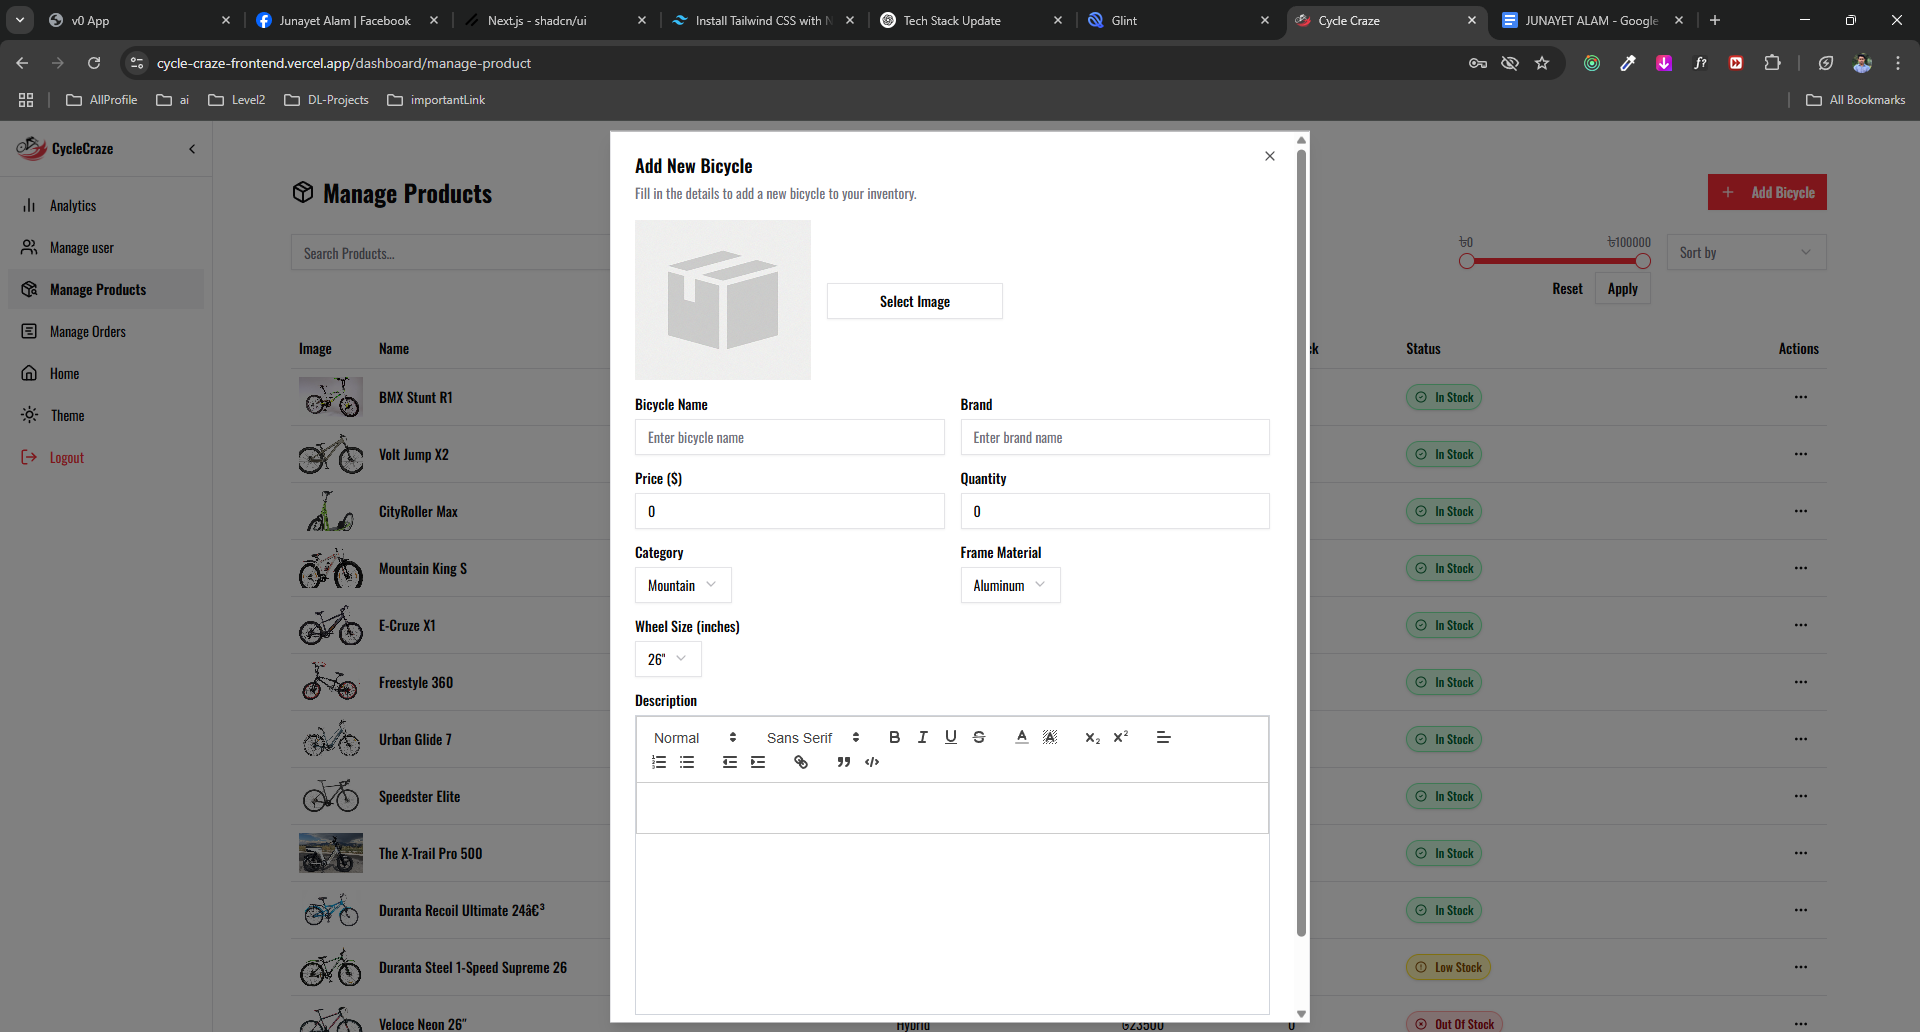 v0 App
Junayet Alam | Facebook
Next.js - shadcn/ui
Install Tailwind CSS with N
Tech Stack Update
Glint
Cycle Craze
JUNAYET ALAM - Google
cycle-craze-frontend.vercel.app/dashboard/manage-product
f?
AllProfile
ai
Level2
DL-Projects
importantLink
All Bookmarks
CycleCraze
Analytics
Manage user
Manage Products
Manage Orders
Home
Theme
Logout
Manage Products
Add Bicycle
Search Products...
৳0
৳100000
Sort by
Reset
Apply
Image
Name
ck
Status
Actions
BMX Stunt R1
In Stock
Volt Jump X2
In Stock
CityRoller Max
In Stock
Mountain King S
In Stock
E-Cruze X1
In Stock
Freestyle 360
In Stock
Urban Glide 7
In Stock
Speedster Elite
In Stock
The X-Trail Pro 500
In Stock
Duranta Recoil Ultimate 24â€³
In Stock
Duranta Steel 1-Speed Supreme 26
Low Stock
Veloce Neon 26″
Hybrid
৳23500
0
Out Of Stock
Add New Bicycle
Fill in the details to add a new bicycle to your inventory.
Select Image
Bicycle Name
Brand
Enter bicycle name
Enter brand name
Price ($)
Quantity
0
0
Category
Frame Material
Mountain
Aluminum
Wheel Size (inches)
26"
Description
Normal
Sans Serif
B I U S A A X₂ X²